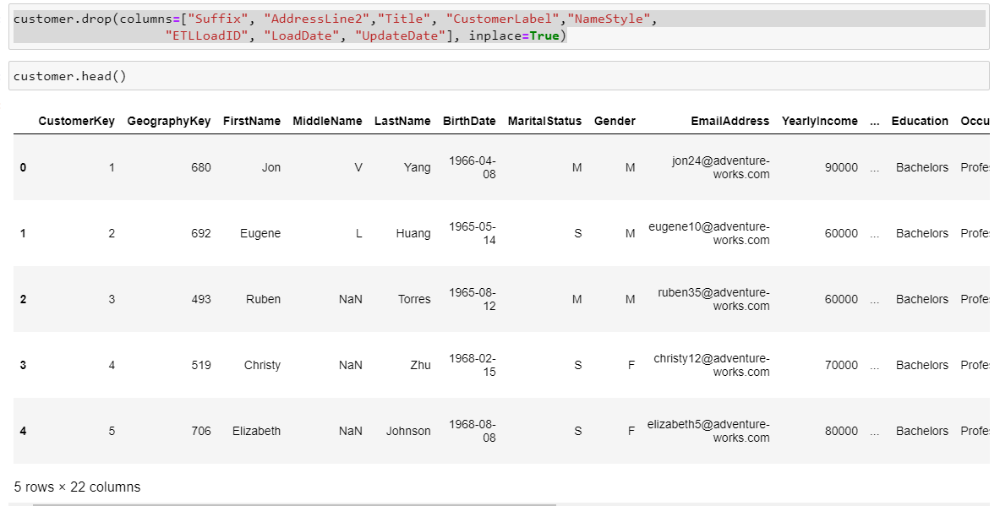 customer.drop(columns=["Suffix", "AddressLine2","Title", "CustomerLabel","NameStyle",
"ETLLoadID", "LoadDate", "UpdateDate"], inplace=True)
customer.head()
CustomerKey GeographyKey FirstName MiddleName LastName BirthDate MaritalStatus Gender EmailAddress YearlyIncome ... Education Occu
0 1 680 Jon V Yang 1966-04-08 M M jon24@adventure-works.com 90000 ... Bachelors Profes
1 2 692 Eugene L Huang 1965-05-14 S M eugene10@adventure-works.com 60000 ... Bachelors Profes
2 3 493 Ruben NaN Torres 1965-08-12 M M ruben35@adventure-works.com 60000 ... Bachelors Profes
3 4 519 Christy NaN Zhu 1968-02-15 S F christy12@adventure-works.com 70000 ... Bachelors Profes
4 5 706 Elizabeth NaN Johnson 1968-08-08 S F elizabeth5@adventure-works.com 80000 ... Bachelors Profes
5 rows × 22 columns